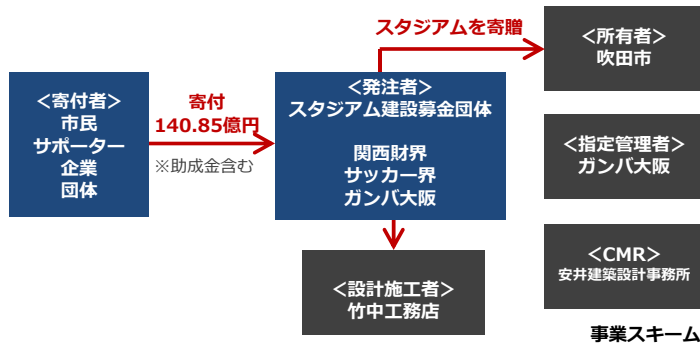 ＜寄付者＞
市民
サポーター
企業
団体
寄付
140.85億円
※助成金含む
＜発注者＞
スタジアム建設募金団体
関西財界
サッカー界
ガンバ大阪
スタジアムを寄贈
＜所有者＞
吹田市
＜指定管理者＞
ガンバ大阪
＜CMR＞
安井建築設計事務所
＜設計施工者＞
竹中工務店
事業スキーム